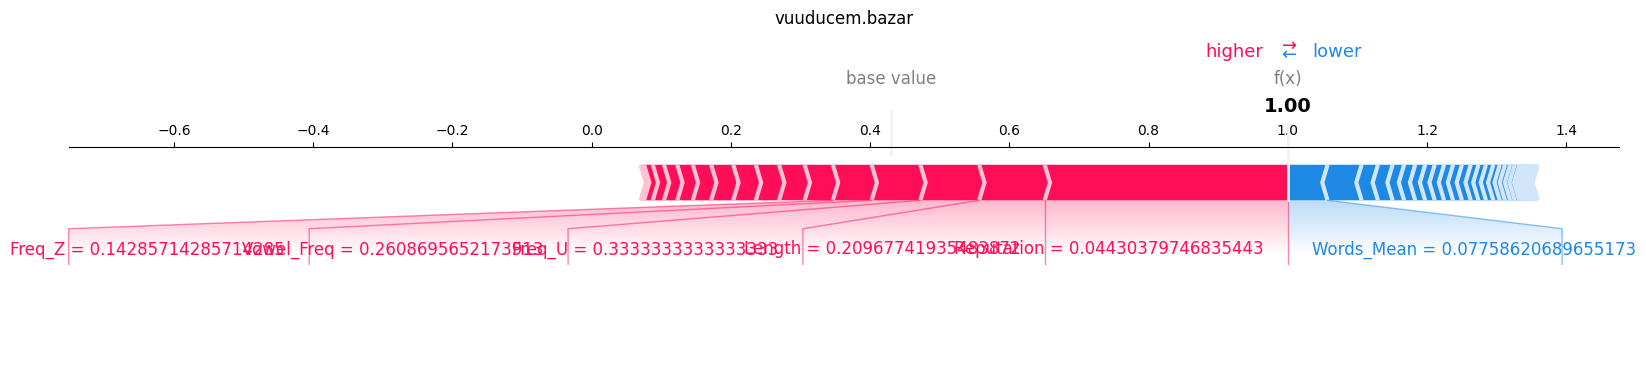 vuuducem.bazar
higher → ← lower
base value f(x)
1.00
−0.6 −0.4 −0.2 0.0 0.2 0.4 0.6 0.8 1.0 1.2 1.4
Freq_Z = 0.14285714285714285 Vowel_Freq = 0.2608695652173913 Freq_U = 0.3333333333333333 Length = 0.20967741935483872 Reputation = 0.04430379746835443 Words_Mean = 0.07758620689655173